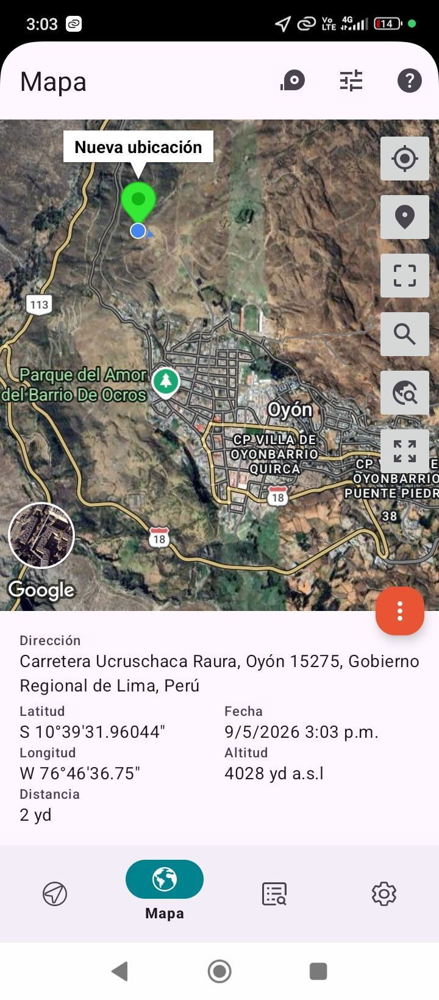 3:03
Vo LTE 4G 14
Mapa
Nueva ubicación
113
Parque del Amor
del Barrio De Ocros
Oyón
CP VILLA DE
OYONBARRIO
QUIRCA
CP
OYONBARRIO
PUENTE PIEDR
18
38
18
Google
Dirección
Carretera Ucruschaca Raura, Oyón 15275, Gobierno
Regional de Lima, Perú
Latitud
S 10°39'31.96044"
Fecha
9/5/2026 3:03 p.m.
Longitud
W 76°46'36.75"
Altitud
4028 yd a.s.l
Distancia
2 yd
Mapa